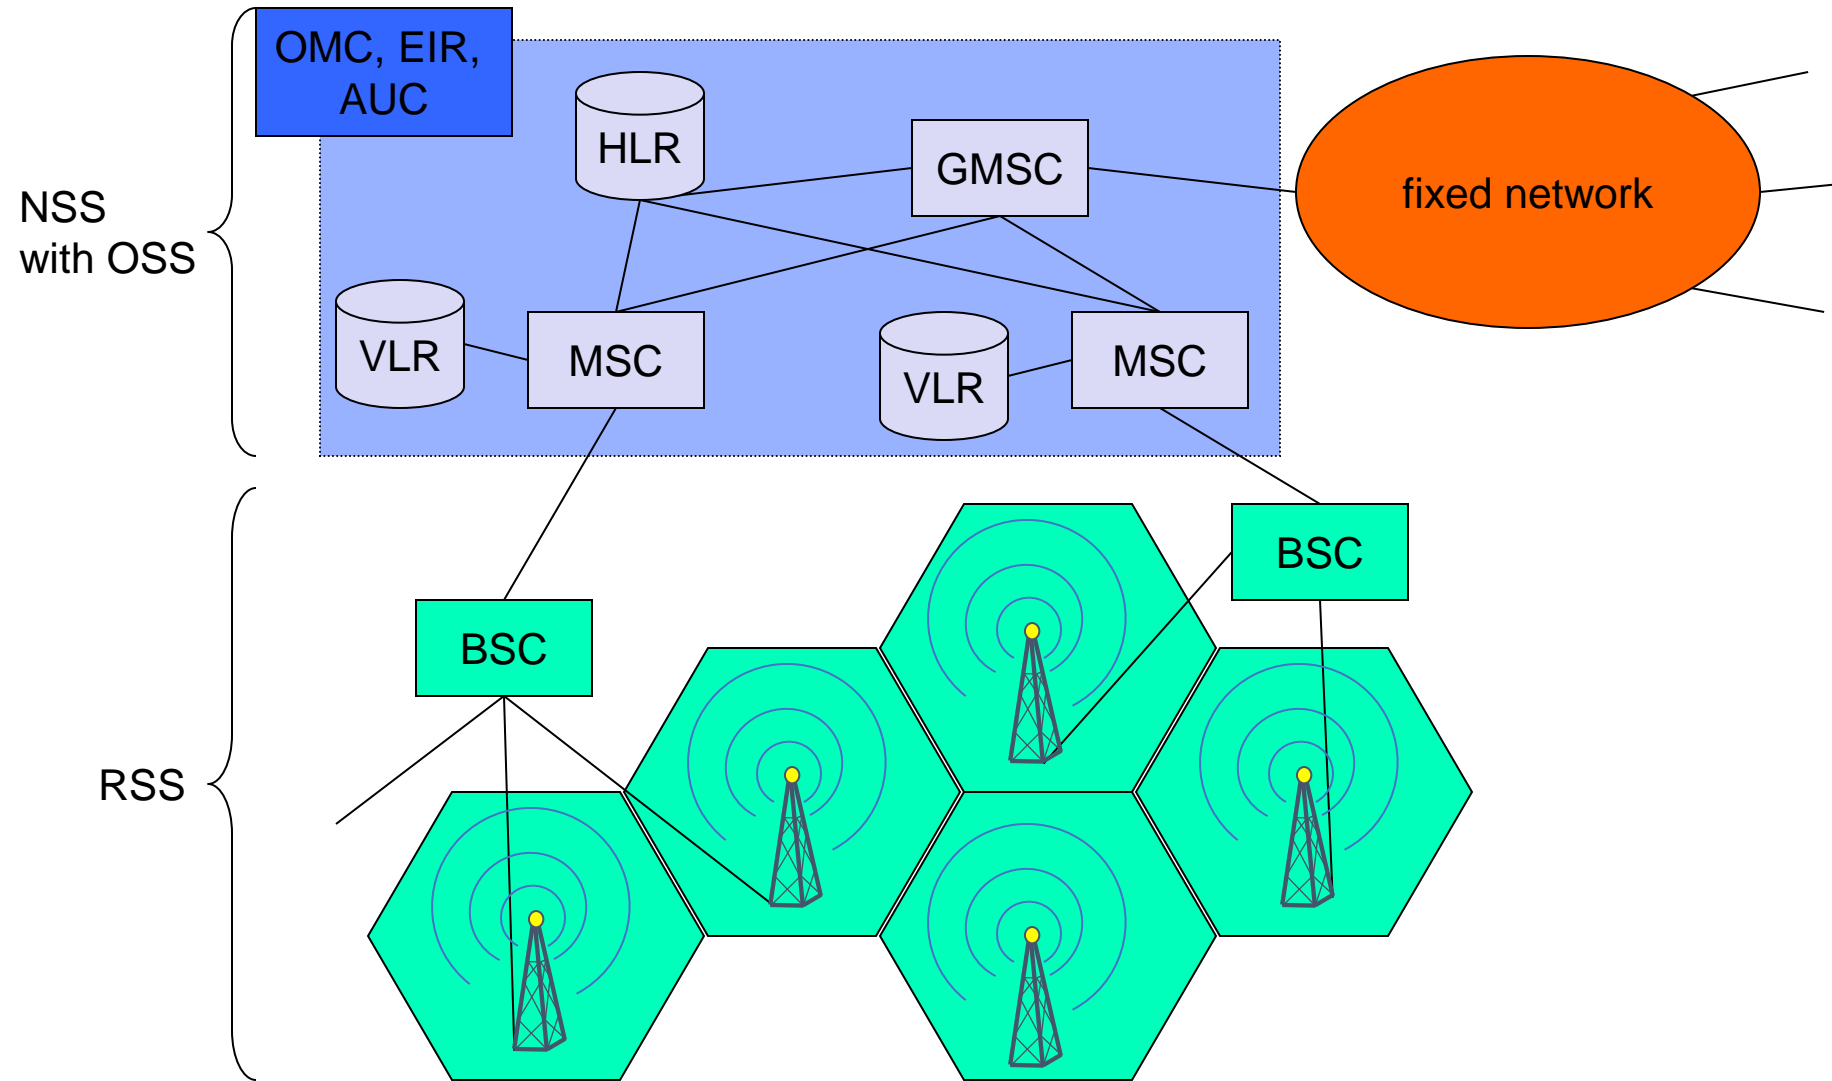 OMC, EIR,
AUC
HLR
GMSC
fixed network
NSS
with OSS
VLR
MSC
VLR
MSC
BSC
BSC
RSS